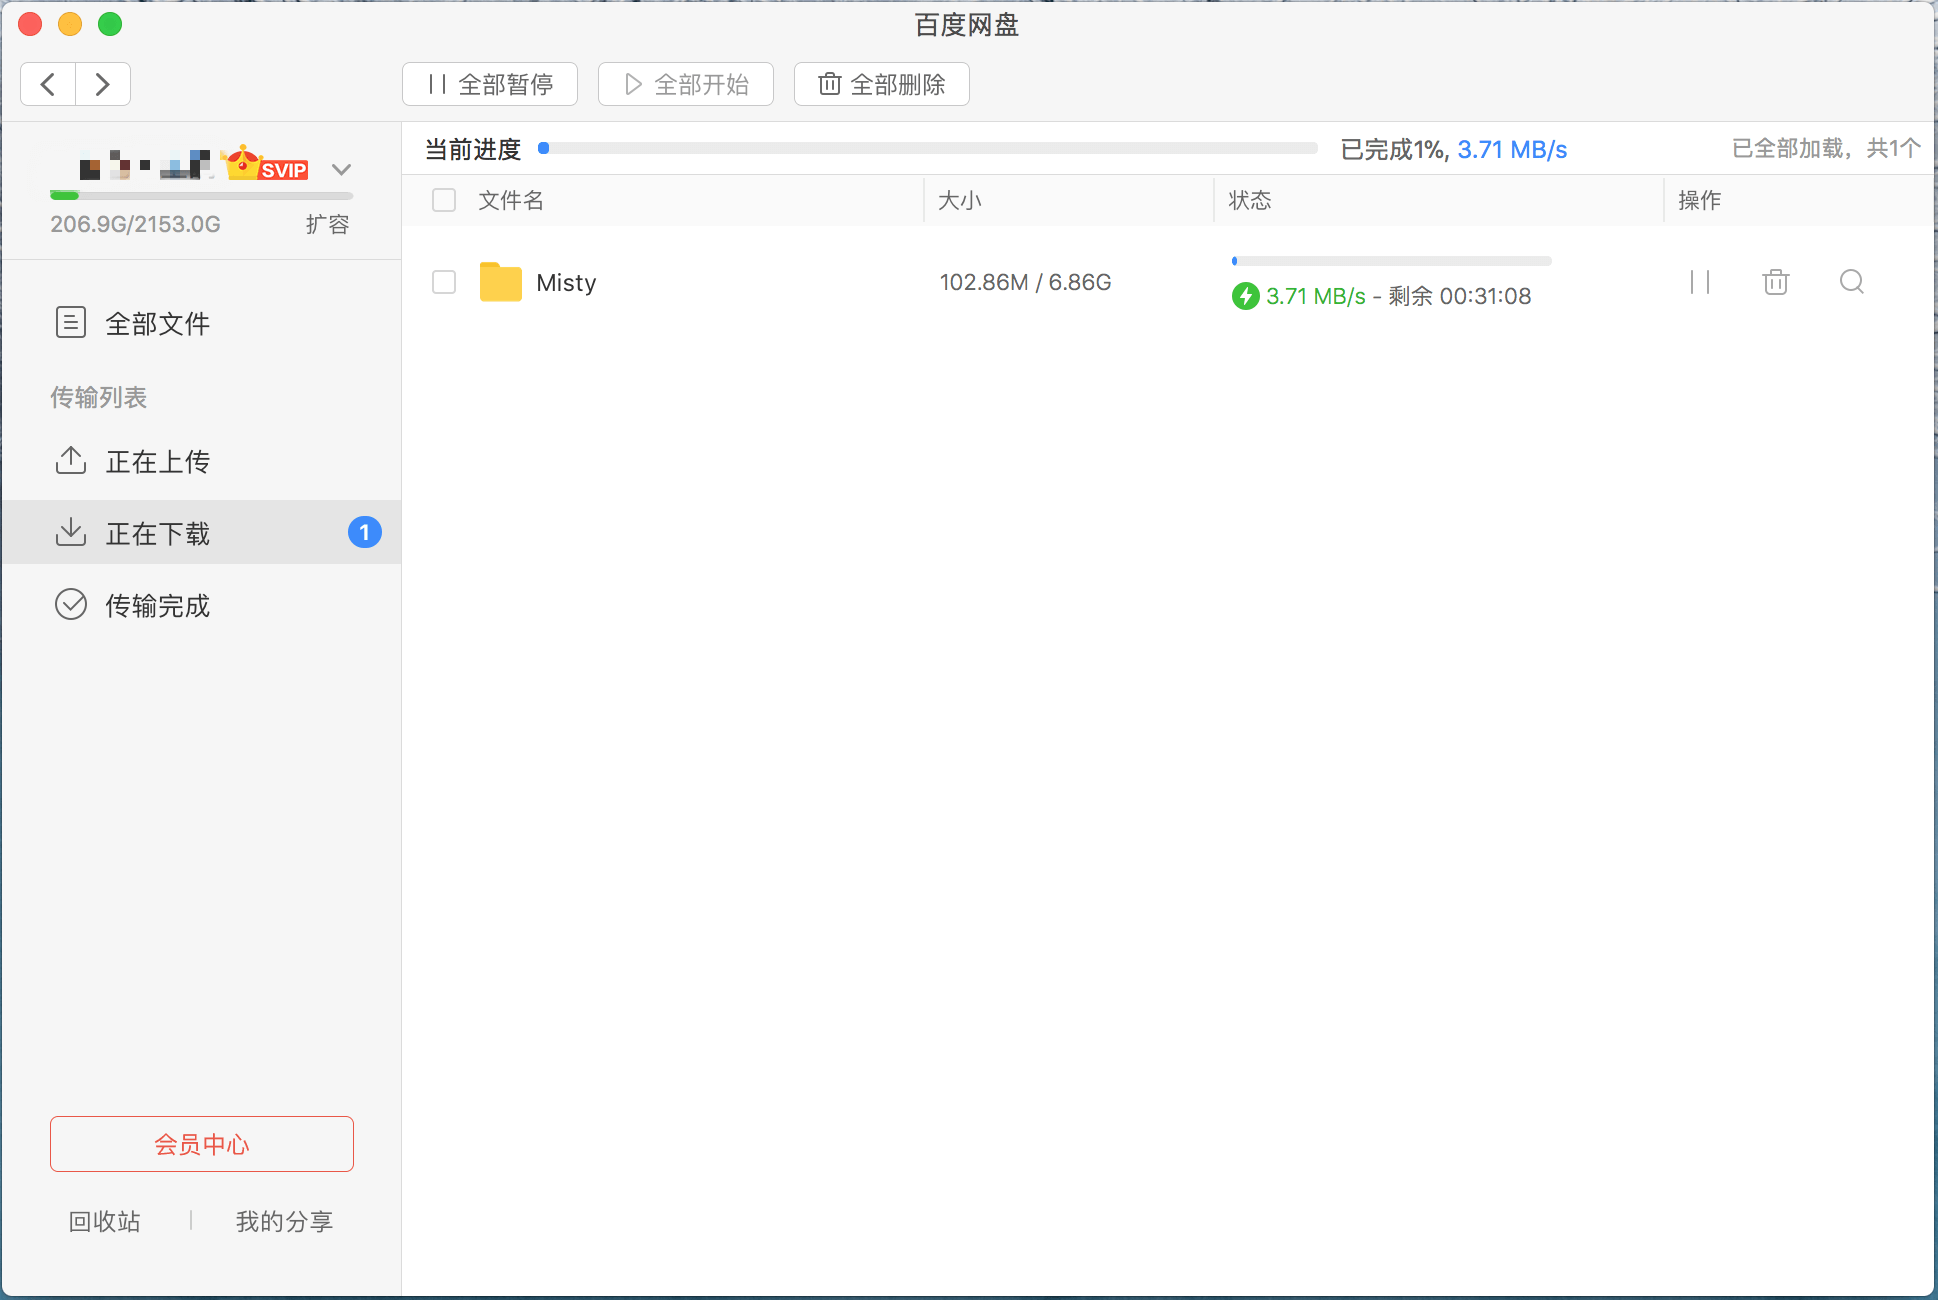 百度网盘
全部暂停
全部开始
全部删除
SVIP
206.9G/2153.0G
扩容
全部文件
传输列表
正在上传
正在下载
1
传输完成
会员中心
回收站
我的分享
当前进度
已完成1%, 3.71 MB/s
已全部加载，共1个
文件名
大小
状态
操作
Misty
102.86M / 6.86G
3.71 MB/s - 剩余 00:31:08